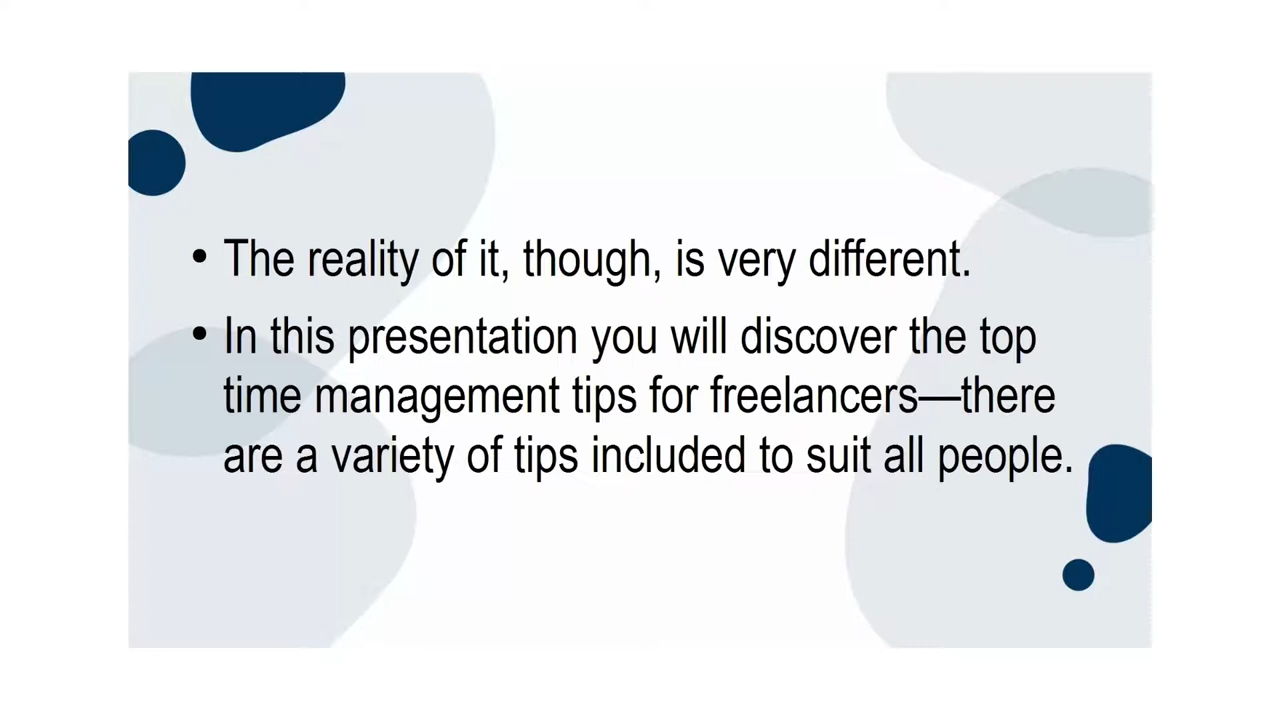 • The reality of it, though, is very different.
• In this presentation you will discover the top
time management tips for freelancers—there
are a variety of tips included to suit all people.